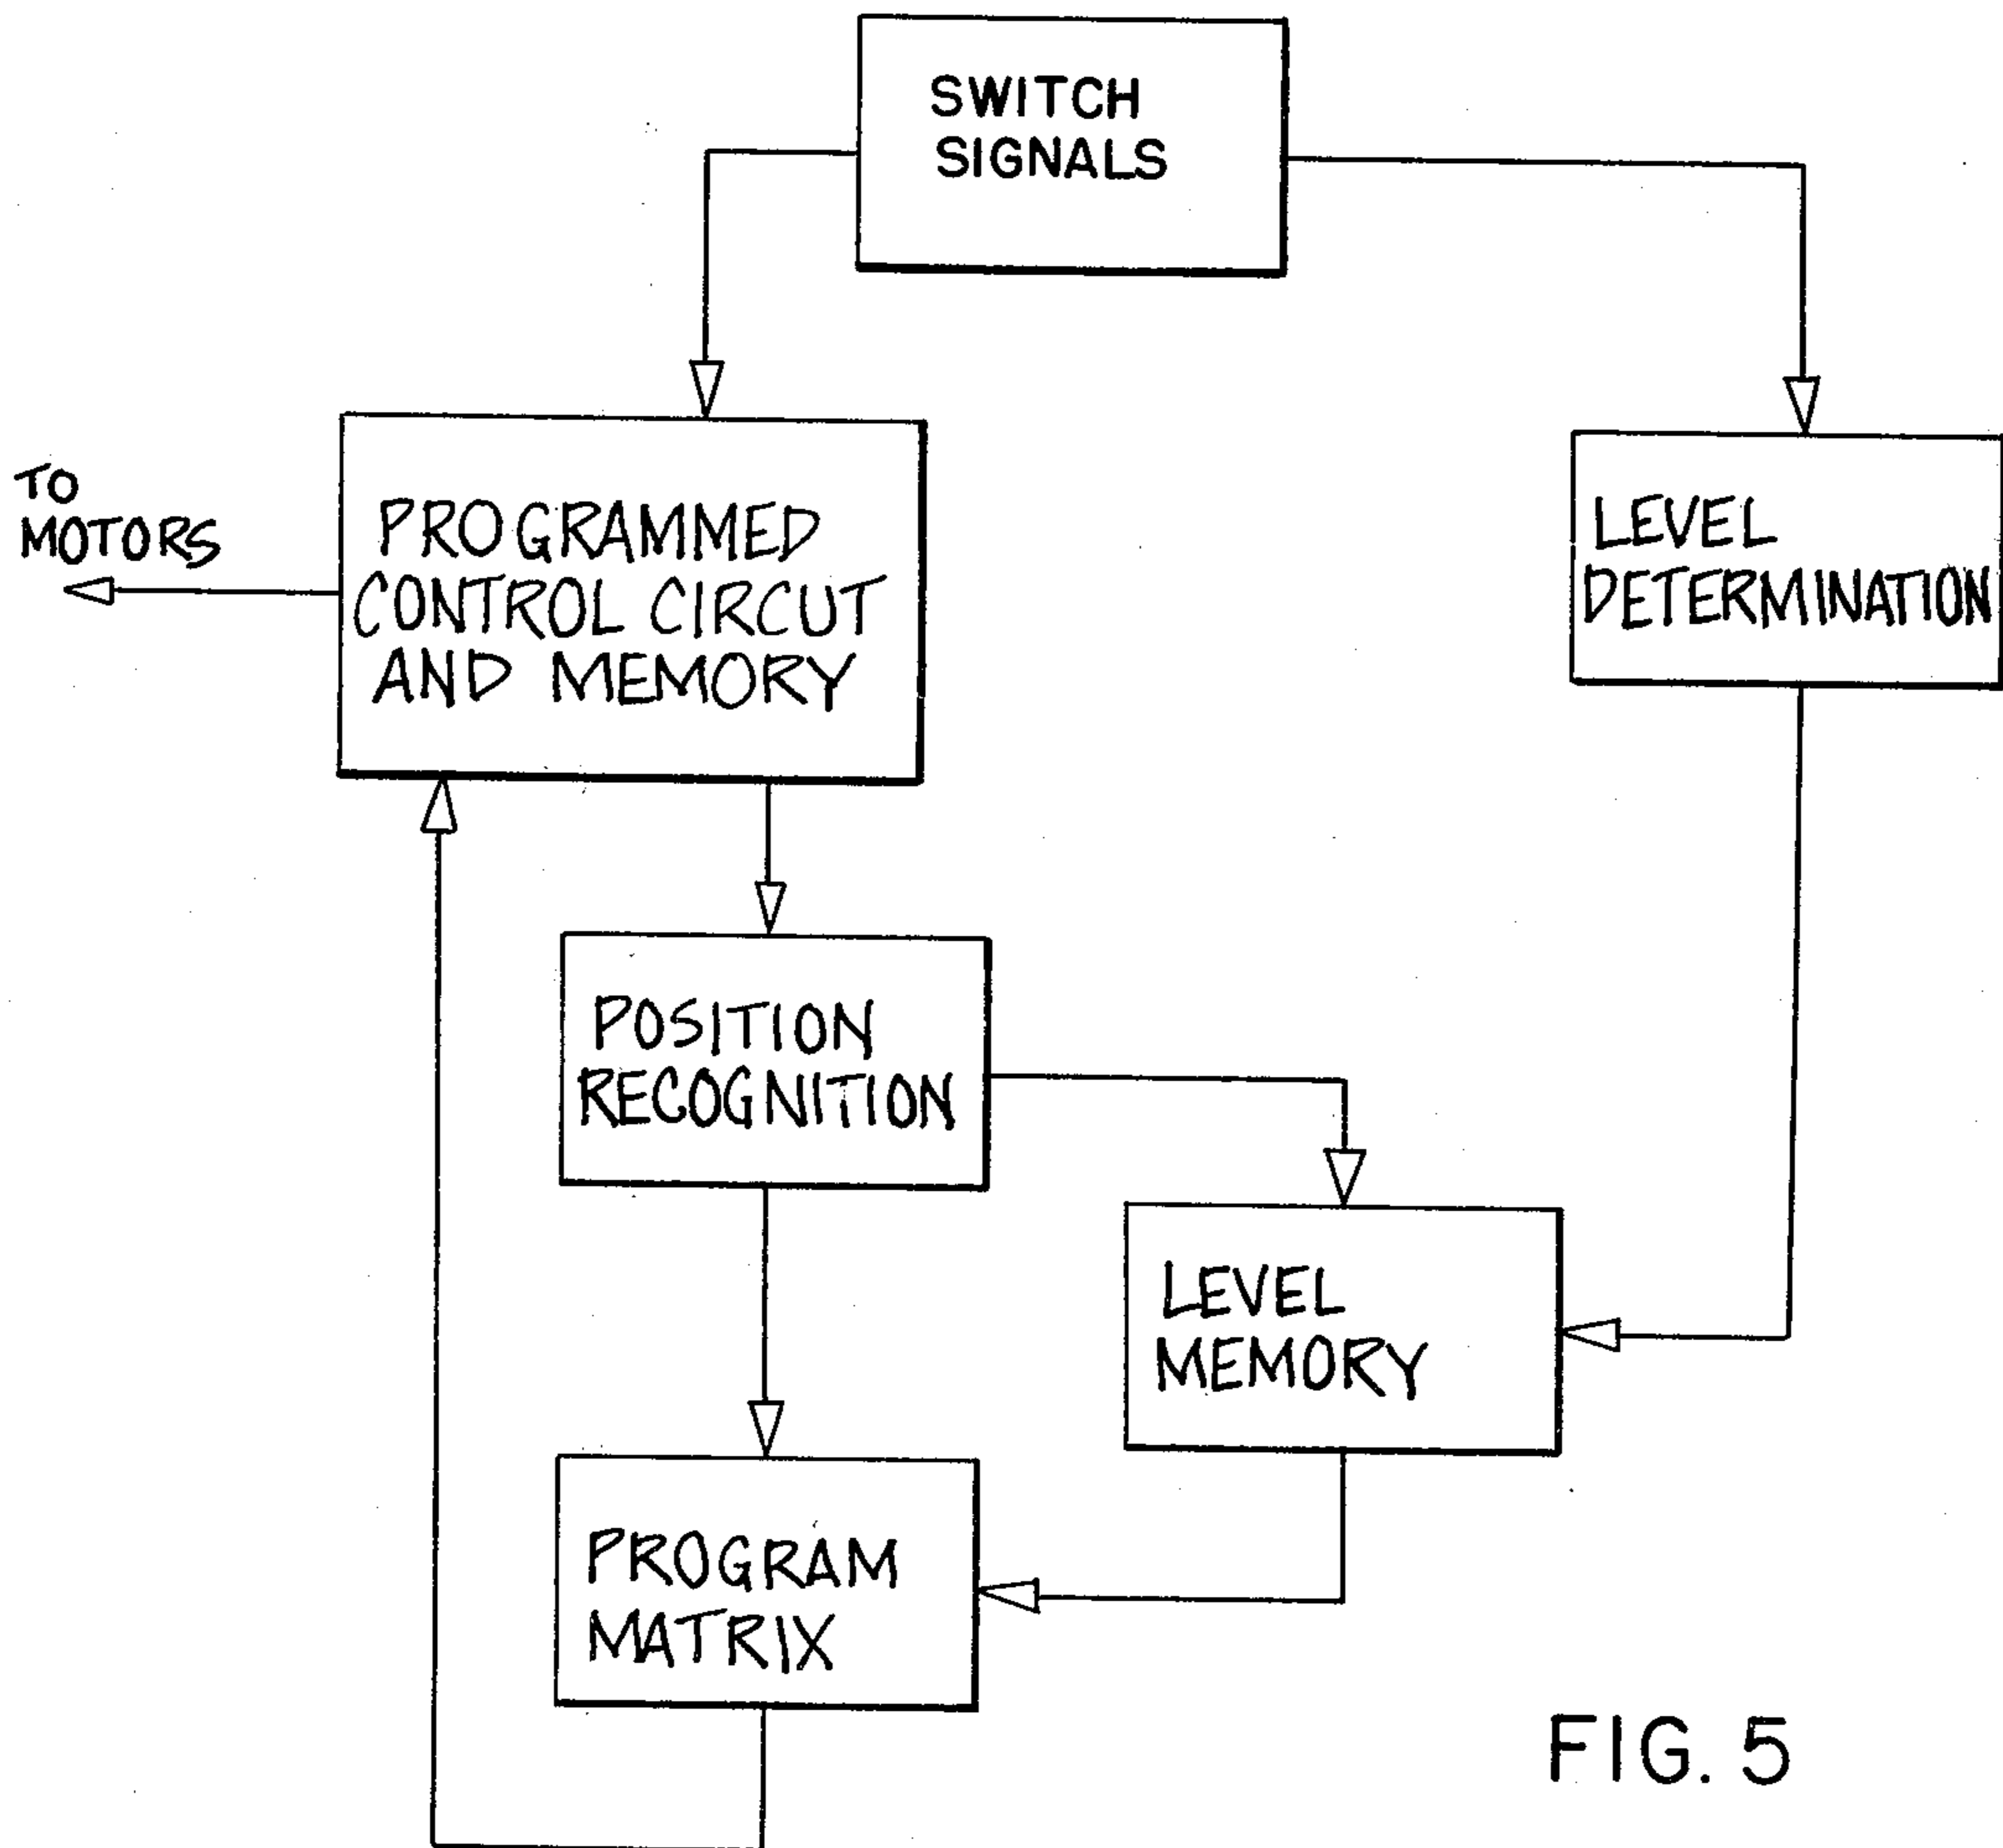 SWITCH
SIGNALS
TO
MOTORS
PROGRAMMED
CONTROL CIRCUT
AND MEMORY
LEVEL
DETERMINATION
POSITION
RECOGNITION
LEVEL
MEMORY
PROGRAM
MATRIX
FIG. 5